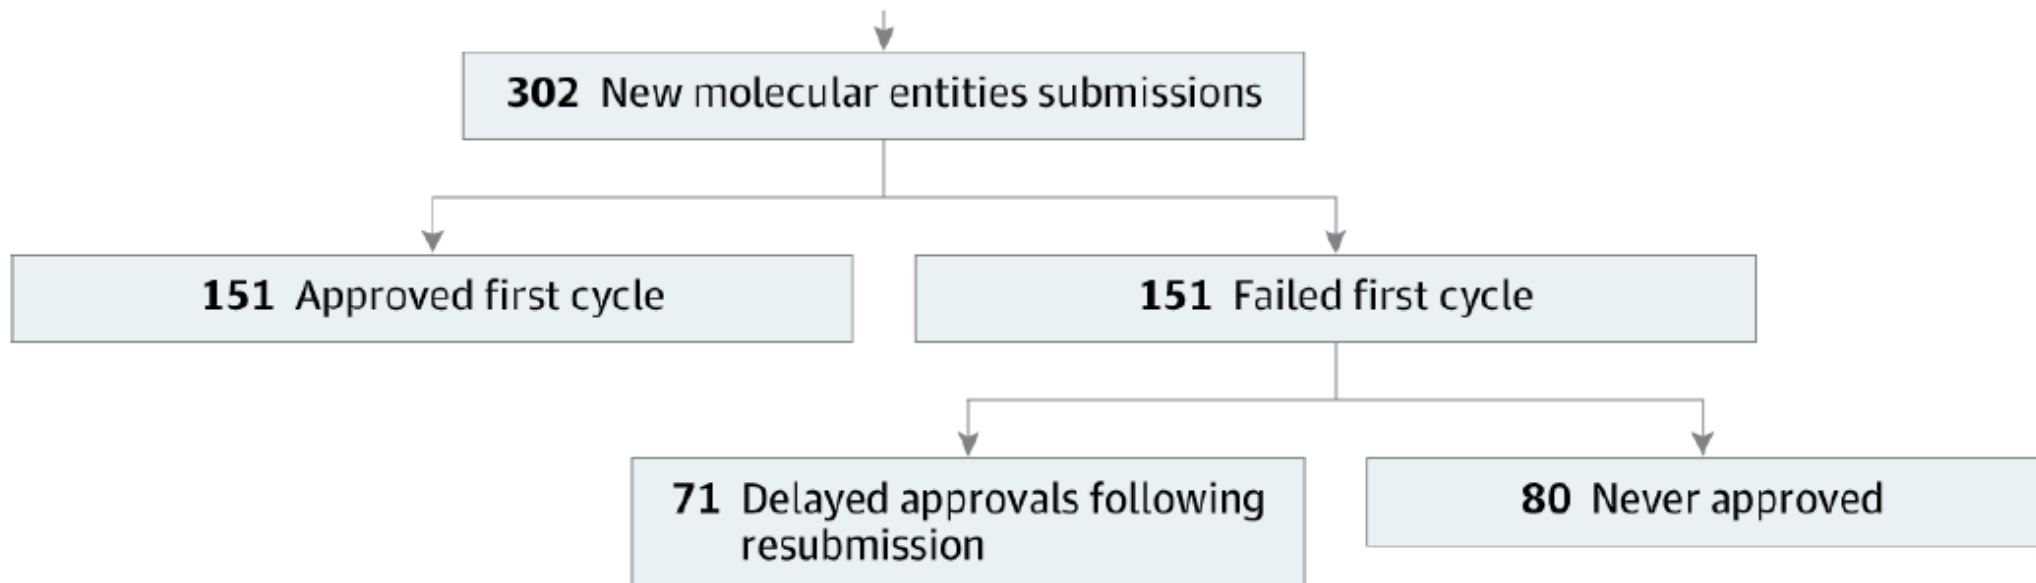 302 New molecular entities submissions
151 Approved first cycle
151 Failed first cycle
71 Delayed approvals following
resubmission
80 Never approved